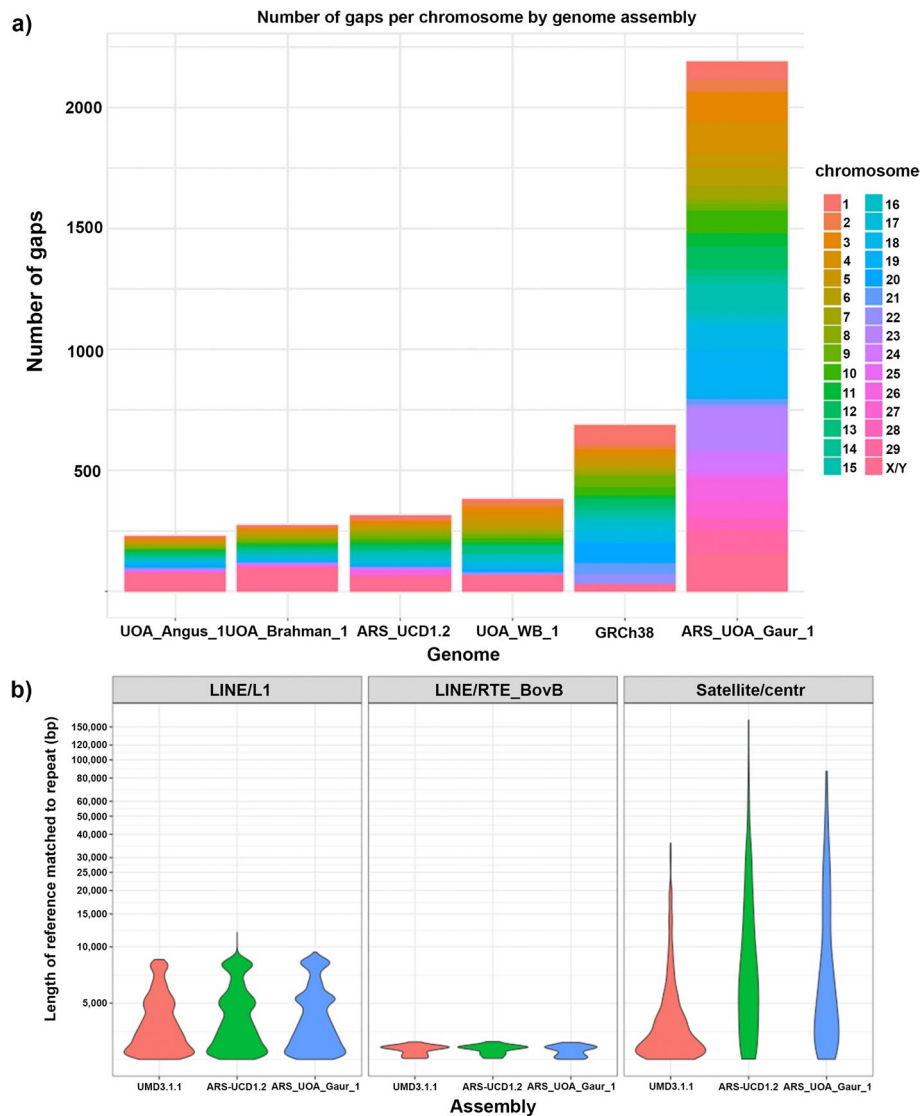 a)
Number of gaps per chromosome by genome assembly
Number of gaps
2000
1500
1000
500
UOA_Angus_1
UOA_Brahman_1
ARS_UCD1.2
UOA_WB_1
GRCh38
ARS_UOA_Gaur_1
Genome
chromosome
1
2
3
4
5
6
7
8
9
10
11
12
13
14
15
16
17
18
19
20
21
22
23
24
25
26
27
28
29
X/Y
b)
LINE/L1
LINE/RTE_BovB
Satellite/centr
Length of reference matched to repeat (bp)
150,000
120,000
100,000
80,000
60,000
50,000
40,000
30,000
25,000
20,000
15,000
10,000
5,000
UMD3.1.1
ARS-UCD1.2
ARS_UOA_Gaur_1
UMD3.1.1
ARS-UCD1.2
ARS_UOA_Gaur_1
UMD3.1.1
ARS-UCD1.2
ARS_UOA_Gaur_1
Assembly